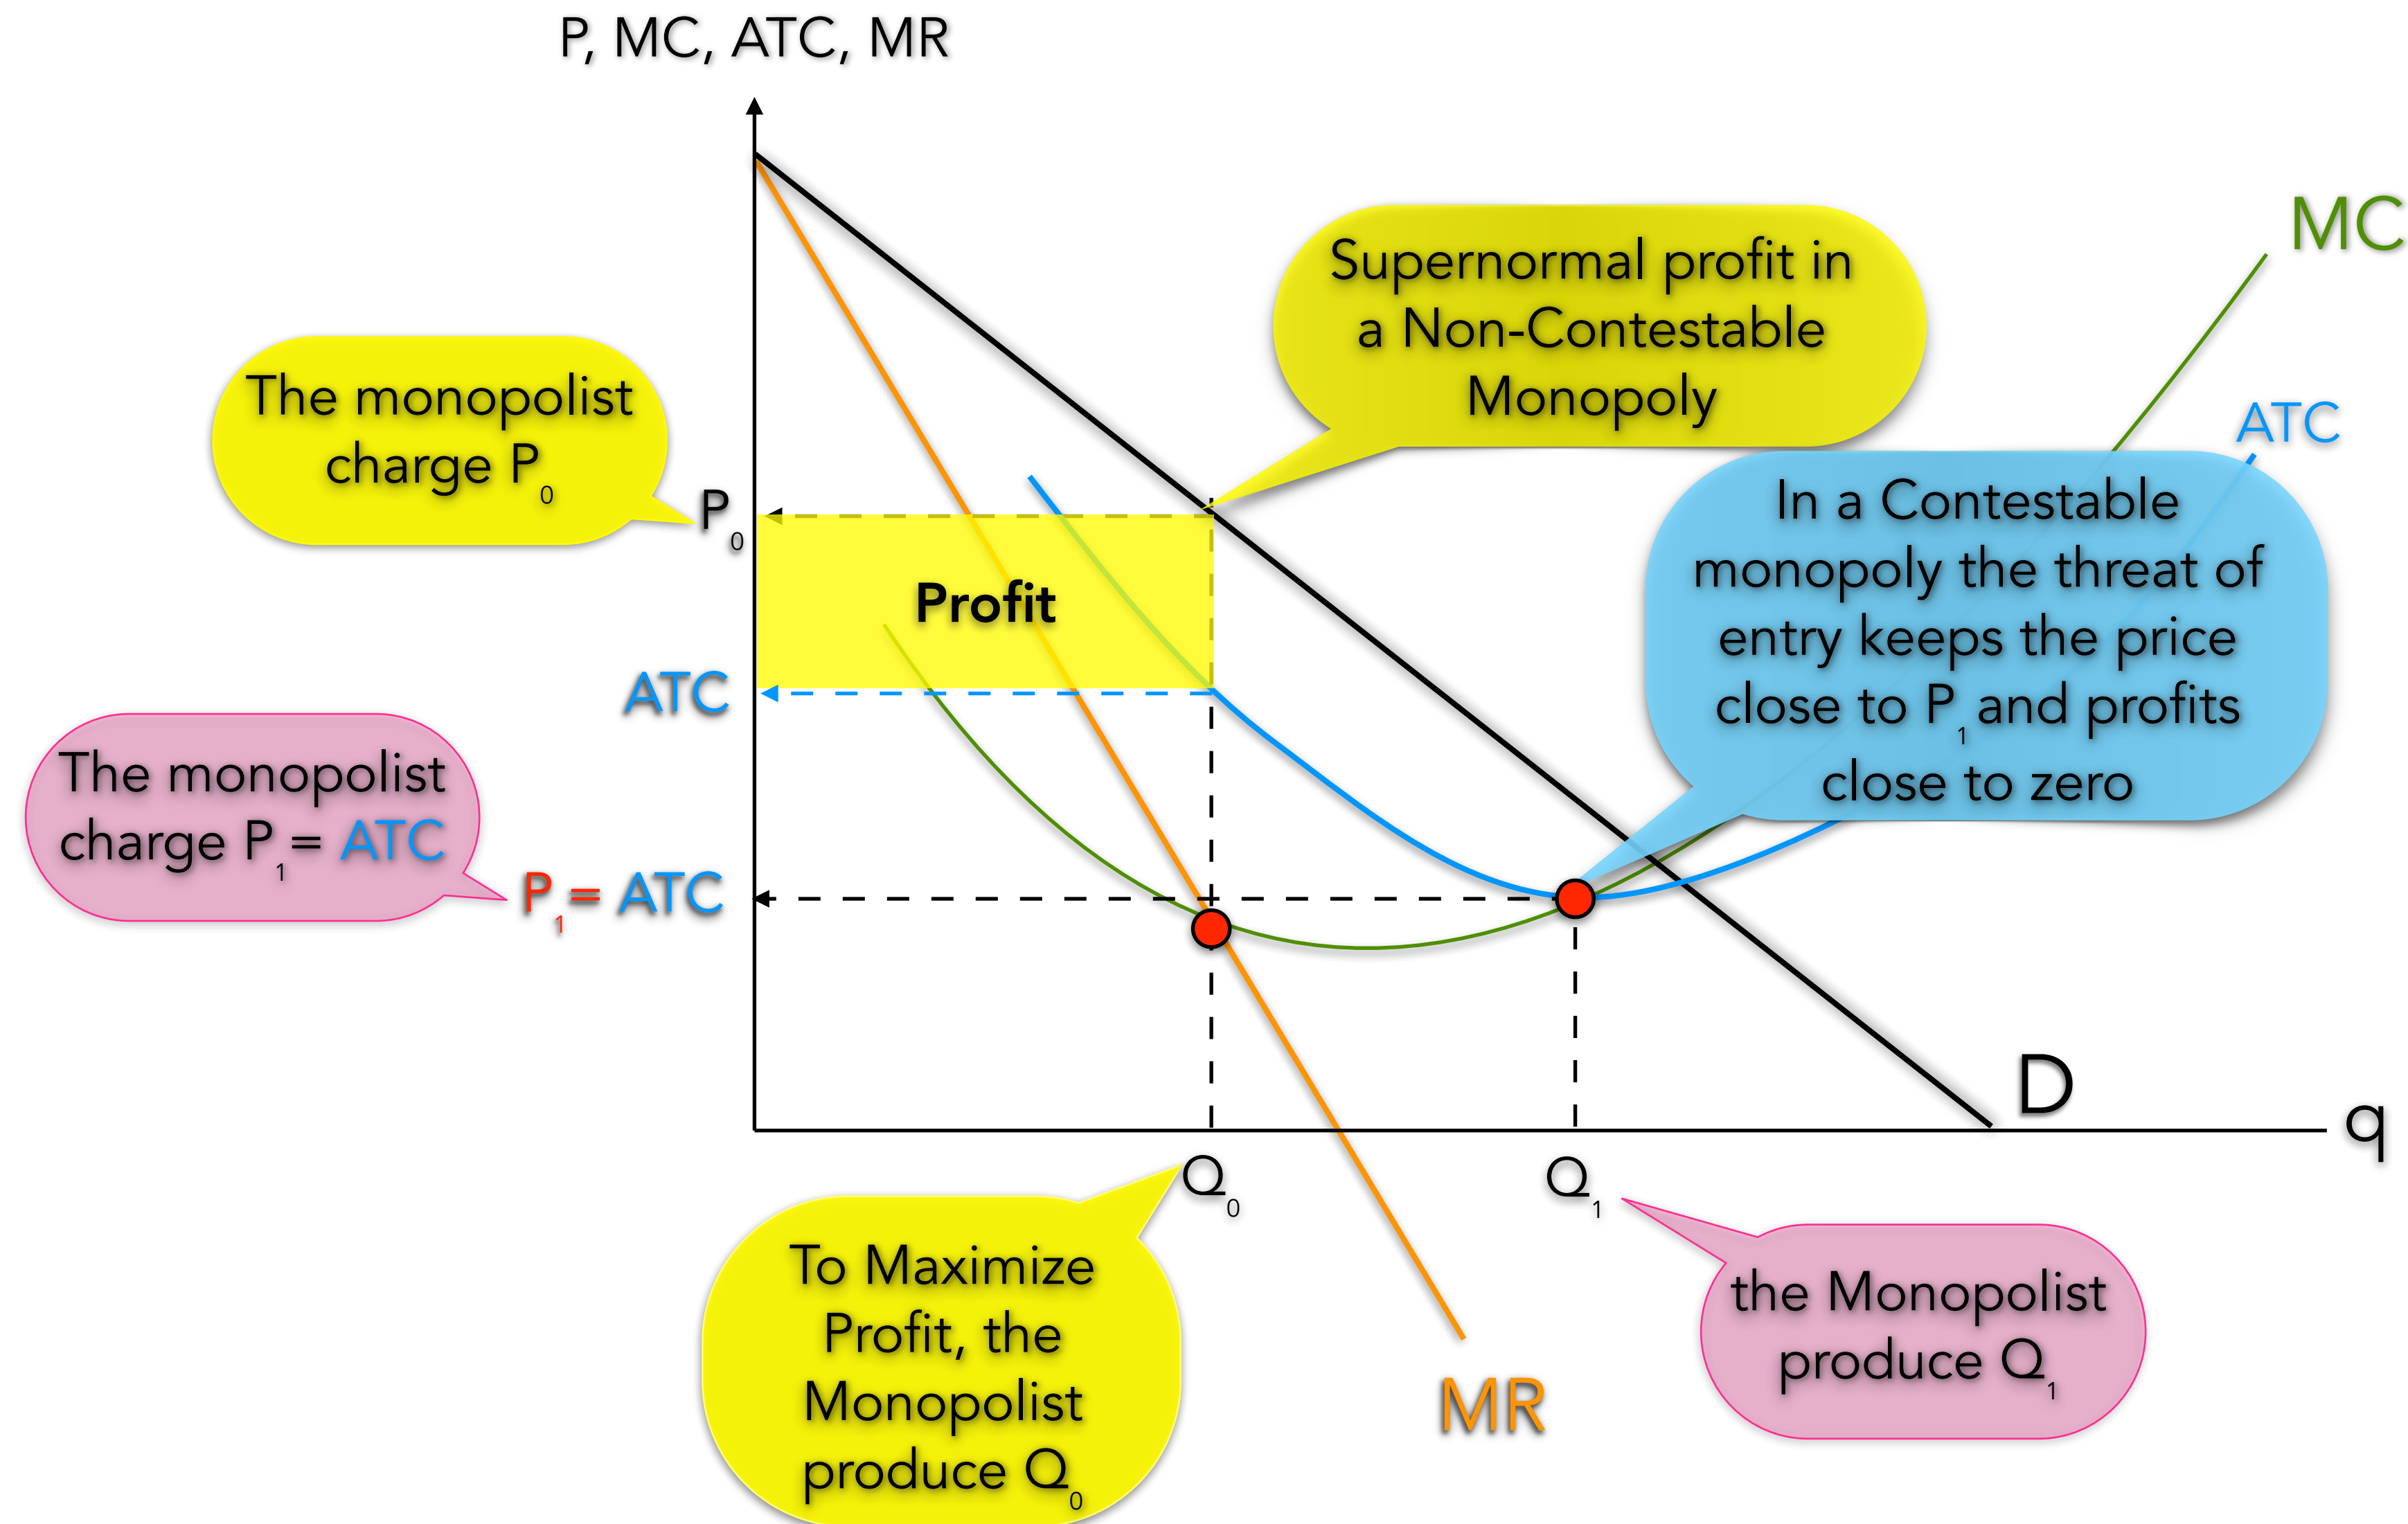 P, MC, ATC, MR
MC
Supernormal profit in
a Non-Contestable
Monopoly
The monopolist
charge P₀
ATC
P₀
In a Contestable
monopoly the threat of
entry keeps the price
close to P₁ and profits
close to zero
Profit
ATC
The monopolist
charge P₁= ATC
P₁= ATC
D
q
Q₀
Q₁
To Maximize
Profit, the
Monopolist
produce Q₀
the Monopolist
produce Q₁
MR